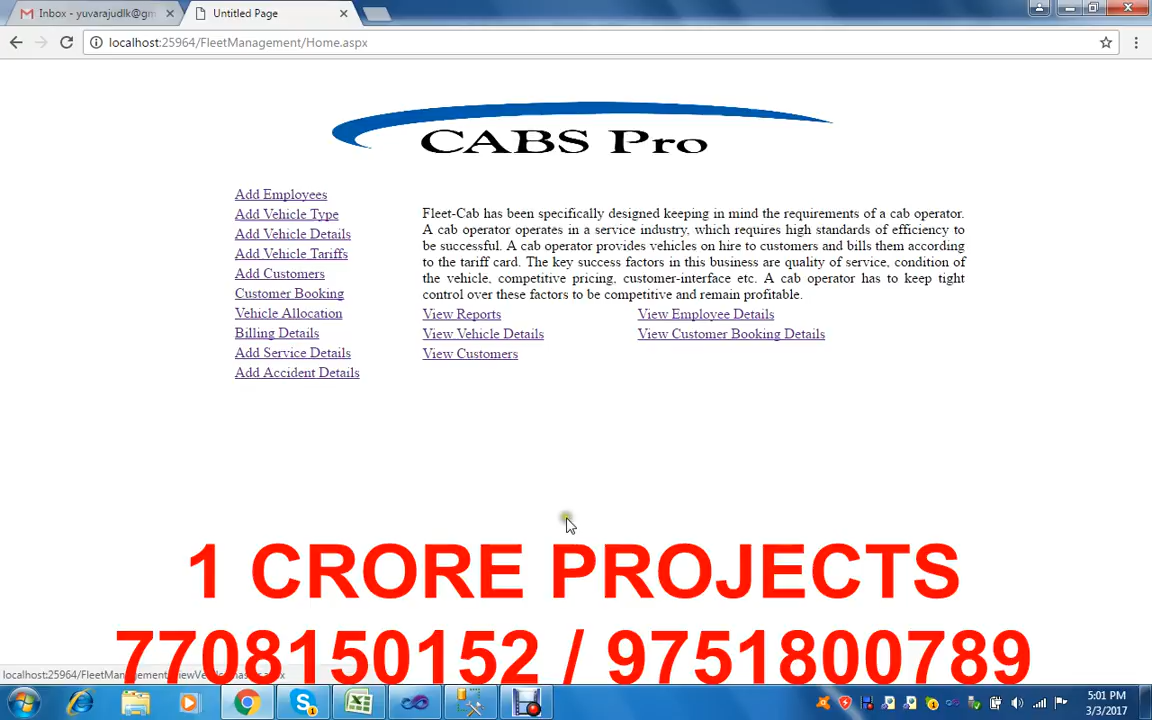 Inbox - yuvarajudlk@gm
Untitled Page
localhost:25964/FleetManagement/Home.aspx
CABS Pro
Add Employees
Add Vehicle Type
Add Vehicle Details
Add Vehicle Tariffs
Add Customers
Customer Booking
Vehicle Allocation
Billing Details
Add Service Details
Add Accident Details
Fleet-Cab has been specifically designed keeping in mind the requirements of a cab operator.
A cab operator operates in a service industry, which requires high standards of efficiency to
be successful. A cab operator provides vehicles on hire to customers and bills them according
to the tariff card. The key success factors in this business are quality of service, condition of
the vehicle, competitive pricing, customer-interface etc. A cab operator has to keep tight
control over these factors to be competitive and remain profitable.
View Reports
View Employee Details
View Vehicle Details
View Customer Booking Details
View Customers
1 CRORE PROJECTS
7708150152 / 9751800789
5:01 PM
3/3/2017